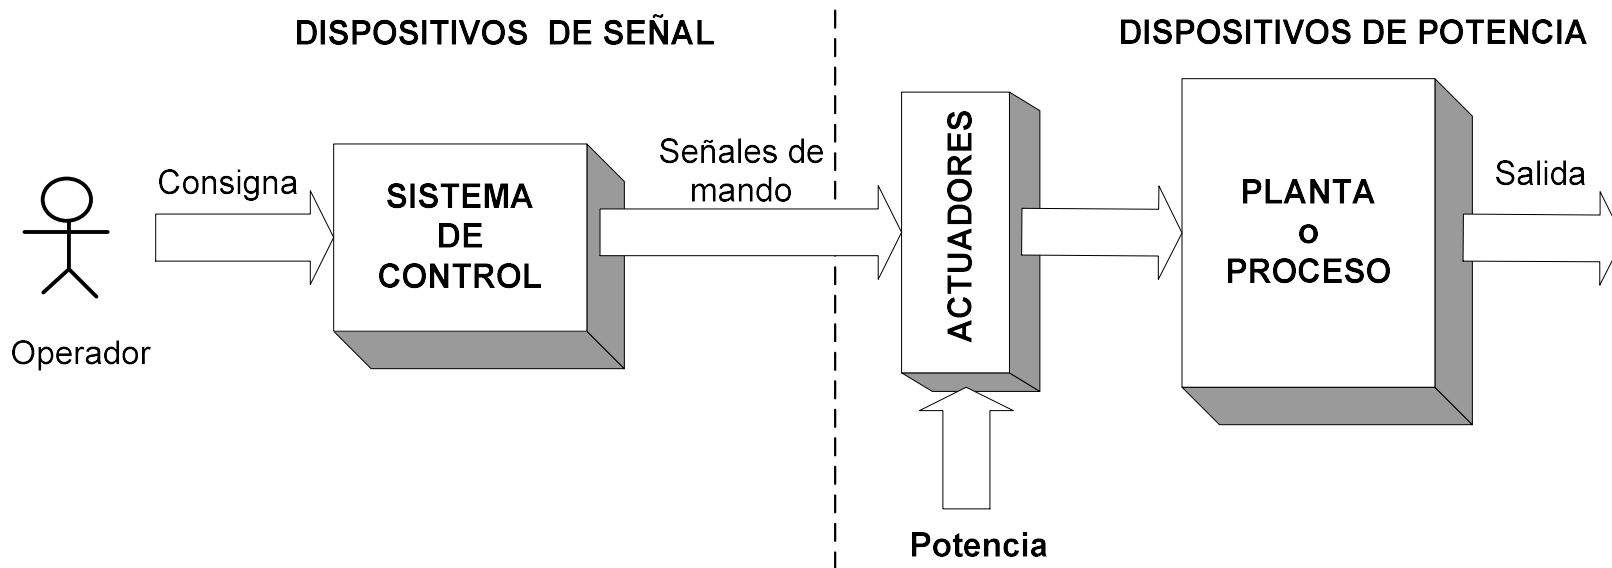 DISPOSITIVOS DE SEÑAL
DISPOSITIVOS DE POTENCIA
Operador
Consigna
SISTEMA
DE
CONTROL
Señales de
mando
ACTUADORES
Potencia
PLANTA
o
PROCESO
Salida